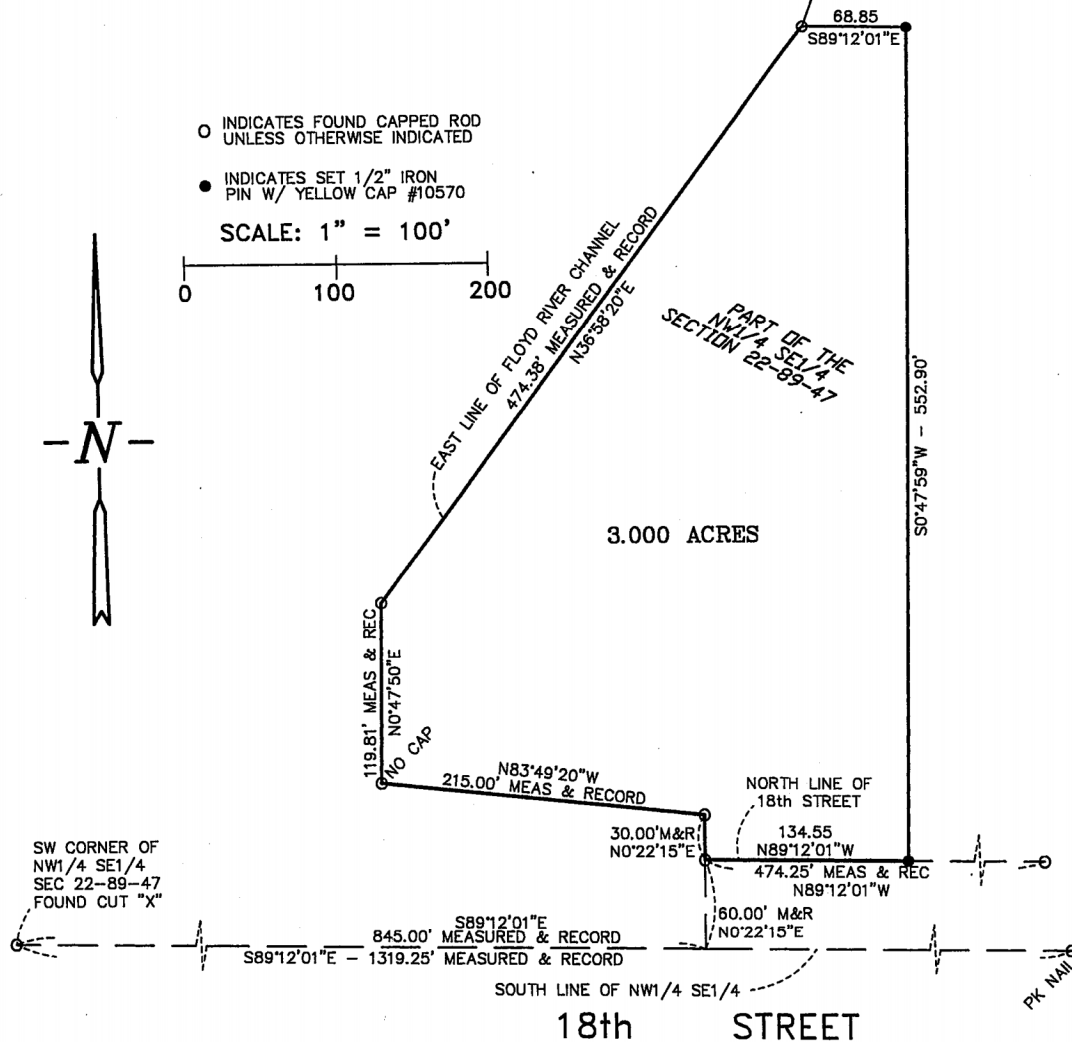 68.85
S89°12'01"E
INDICATES FOUND CAPPED ROD
UNLESS OTHERWISE INDICATED
INDICATES SET 1/2" IRON
PIN W/ YELLOW CAP #10570
SCALE: 1" = 100'
0 100 200
-N-
EAST LINE OF FLOYD RIVER CHANNEL
474.38' MEASURED & RECORD
N36°58'20"E
PART OF THE
NW1/4 SE1/4
SECTION 22-89-47
S0°47'59"W - 552.90'
3.000 ACRES
119.81' MEAS & REC
N0°47'50"E
NO CAP
N83°49'20"W
215.00' MEAS & RECORD
NORTH LINE OF
18th STREET
30.00'M&R
N0°22'15"E
134.55
N89°12'01"W
474.25' MEAS & REC
N89°12'01"W
SW CORNER OF
NW1/4 SE1/4
SEC 22-89-47
FOUND CUT "X"
60.00' M&R
N0°22'15"E
S89°12'01"E
845.00' MEASURED & RECORD
S89°12'01"E - 1319.25' MEASURED & RECORD
SOUTH LINE OF NW1/4 SE1/4
PK NAIL
18th STREET